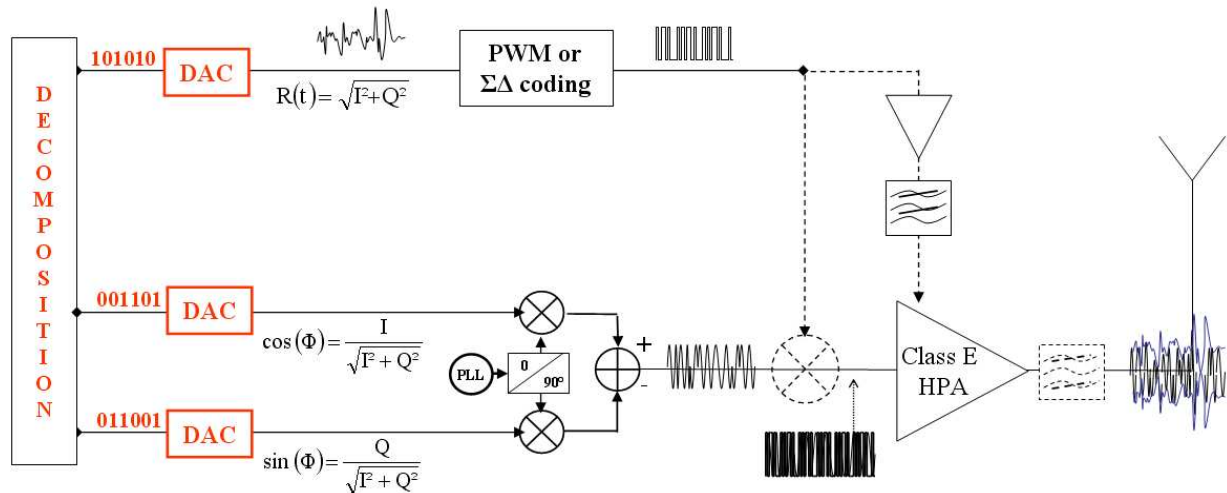 DECOMPOSITION
101010
DAC
R(t)= √I²+Q²
PWM or
ΣΔ coding
001101
DAC
cos (Φ)= I / √I² + Q²
PLL
0
90°
+
-
Class E
HPA
011001
DAC
sin (Φ)= Q / √I² + Q²